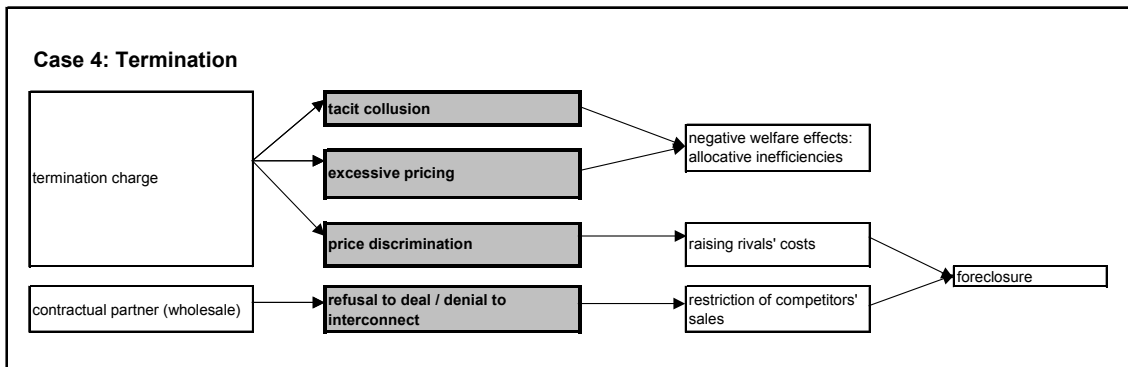 Case 4: Termination
tacit collusion
negative welfare effects:
allocative inefficiencies
termination charge
excessive pricing
price discrimination
raising rivals' costs
foreclosure
contractual partner (wholesale)
refusal to deal / denial to
interconnect
restriction of competitors'
sales